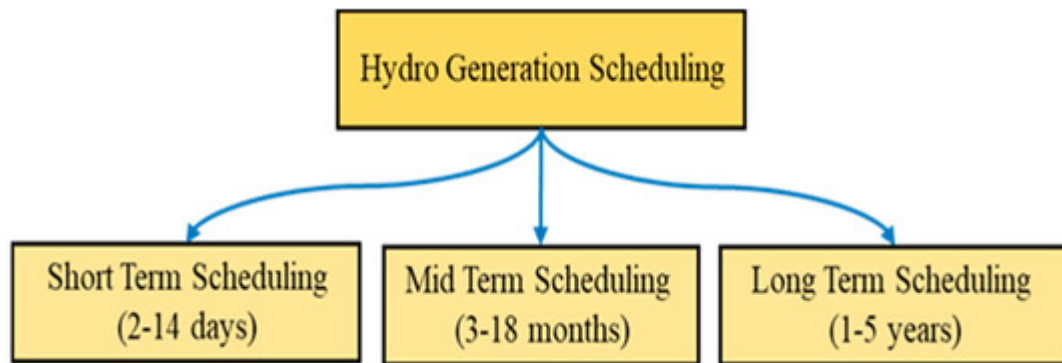 Hydro Generation Scheduling
Short Term Scheduling
(2-14 days)
Mid Term Scheduling
(3-18 months)
Long Term Scheduling
(1-5 years)